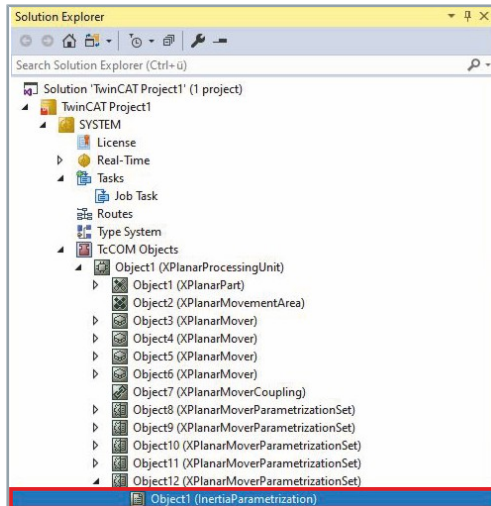 Solution Explorer
Search Solution Explorer (Ctrl+ü)
Solution 'TwinCAT Project1' (1 project)
TwinCAT Project1
SYSTEM
License
Real-Time
Tasks
Job Task
Routes
Type System
TcCOM Objects
Object1 (XPlanarProcessingUnit)
Object1 (XPlanarPart)
Object2 (XPlanarMovementArea)
Object3 (XPlanarMover)
Object4 (XPlanarMover)
Object5 (XPlanarMover)
Object6 (XPlanarMover)
Object7 (XPlanarMoverCoupling)
Object8 (XPlanarMoverParametrizationSet)
Object9 (XPlanarMoverParametrizationSet)
Object10 (XPlanarMoverParametrizationSet)
Object11 (XPlanarMoverParametrizationSet)
Object12 (XPlanarMoverParametrizationSet)
Object1 (InertiaParametrization)